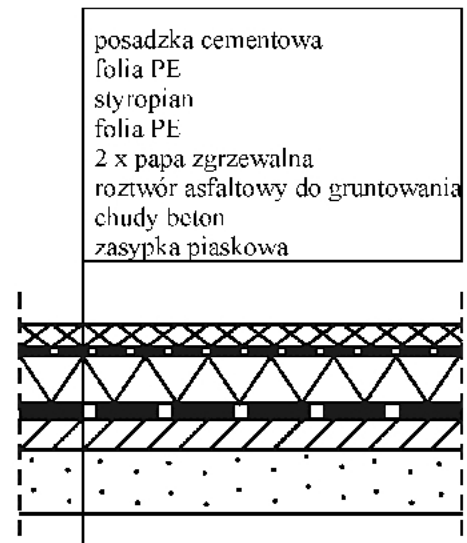 posadzka cementowa
folia PE
styropian
folia PE
2 x papa zgrzewalna
roztwór asfaltowy do gruntowania
chudy beton
zasypka piaskowa